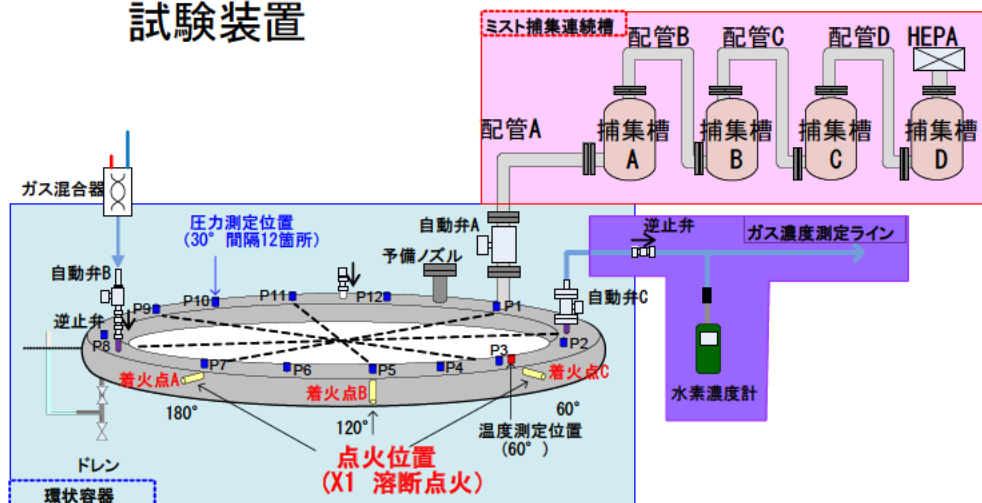 試験装置
ミスト捕集連続槽
配管B
配管C
配管D
HEPA
配管A
捕集槽
A
捕集槽
B
捕集槽
C
捕集槽
D
ガス混合器
圧力測定位置
(30°間隔12箇所)
自動弁A
予備ノズル
逆止弁
ガス濃度測定ライン
自動弁B
自動弁C
逆止弁
P9
P10
P11
P12
P1
P8
P2
P7
P6
P5
P4
P3
着火点A
着火点B
着火点C
水素濃度計
180°
120°
60°
温度測定位置
(60°)
点火位置
(X1 溶断点火)
ドレン
環状容器